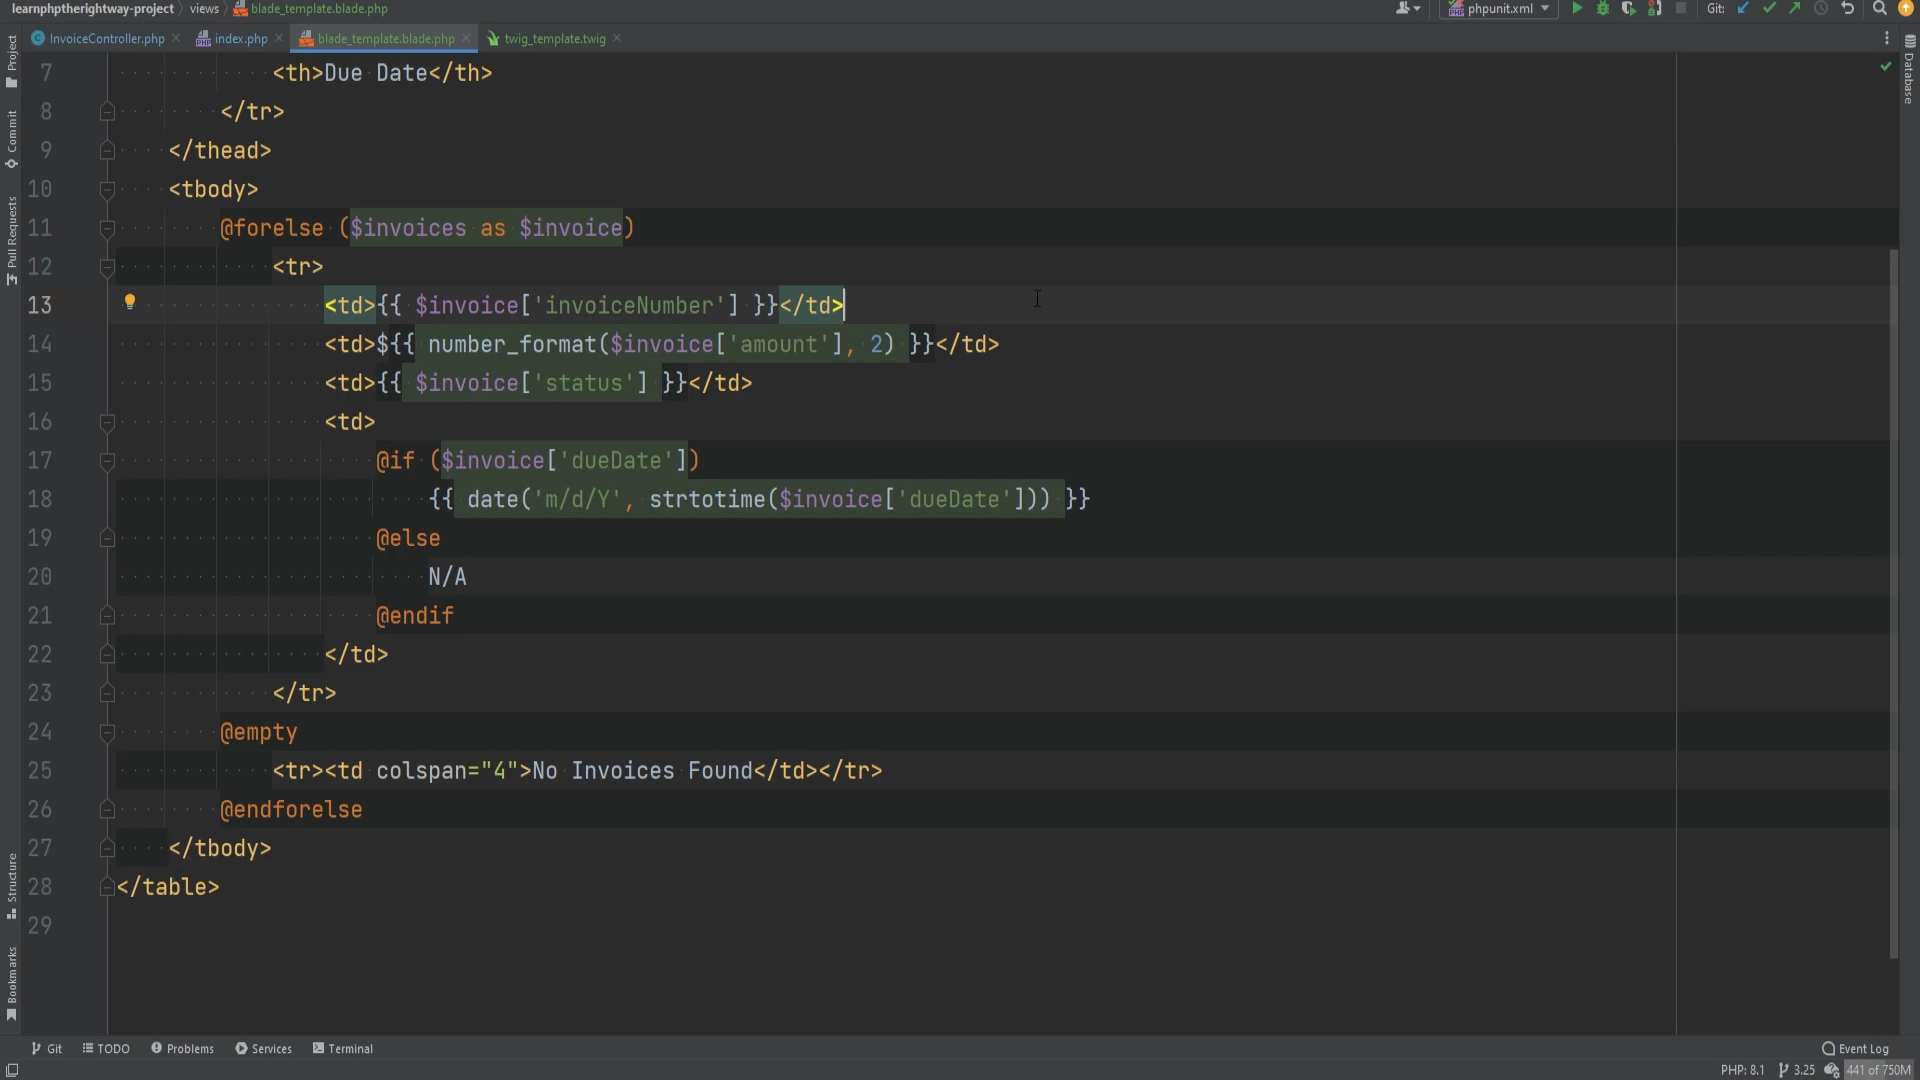 learnphptherightway-project
views
blade_template.blade.php
phpunit.xml
Git:
InvoiceController.php
index.php
blade_template.blade.php
twig_template.twig
Project
Commit
Pull Requests
Structure
Bookmarks
Database
7 <th>Due Date</th>
8 </tr>
9 </thead>
10 <tbody>
11 @forelse ($invoices as $invoice)
12 <tr>
13 <td>{{ $invoice['invoiceNumber'] }}</td>
14 <td>${{ number_format($invoice['amount'], 2) }}</td>
15 <td>{{ $invoice['status'] }}</td>
16 <td>
17 @if ($invoice['dueDate'])
18 {{ date('m/d/Y', strtotime($invoice['dueDate'])) }}
19 @else
20 N/A
21 @endif
22 </td>
23 </tr>
24 @empty
25 <tr><td colspan="4">No Invoices Found</td></tr>
26 @endforelse
27 </tbody>
28 </table>
29
Git
TODO
Problems
Services
Terminal
Event Log
PHP: 8.1
3.25
441 of 750M